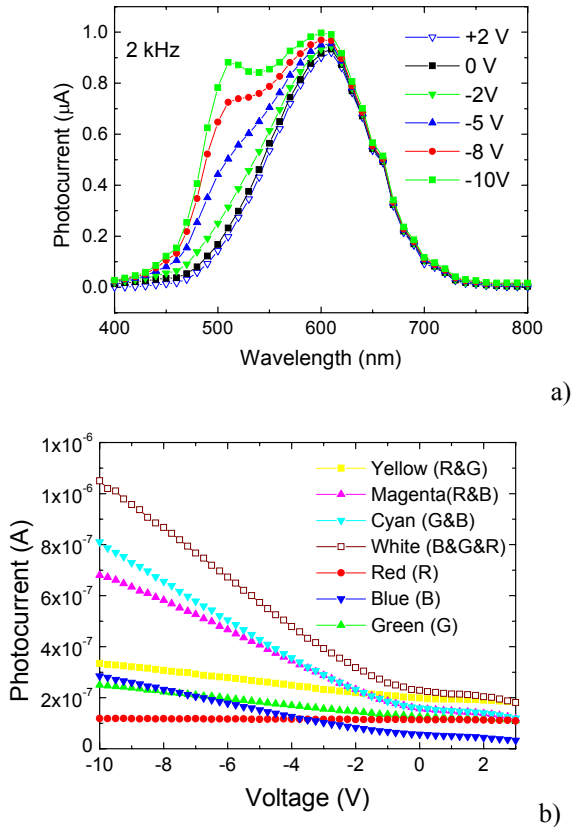 2 kHz
+2 V
0 V
-2V
-5 V
-8 V
-10V
Photocurrent (µA)
1.0
0.8
0.6
0.4
0.2
0.0
400 500 600 700 800
Wavelength (nm)
a)
Yellow (R&G)
Magenta(R&B)
Cyan (G&B)
White (B&G&R)
Red (R)
Blue (B)
Green (G)
Photocurrent (A)
1x10-6
1x10-6
8x10-7
6x10-7
4x10-7
2x10-7
0
-10 -8 -6 -4 -2 0 2
Voltage (V)
b)